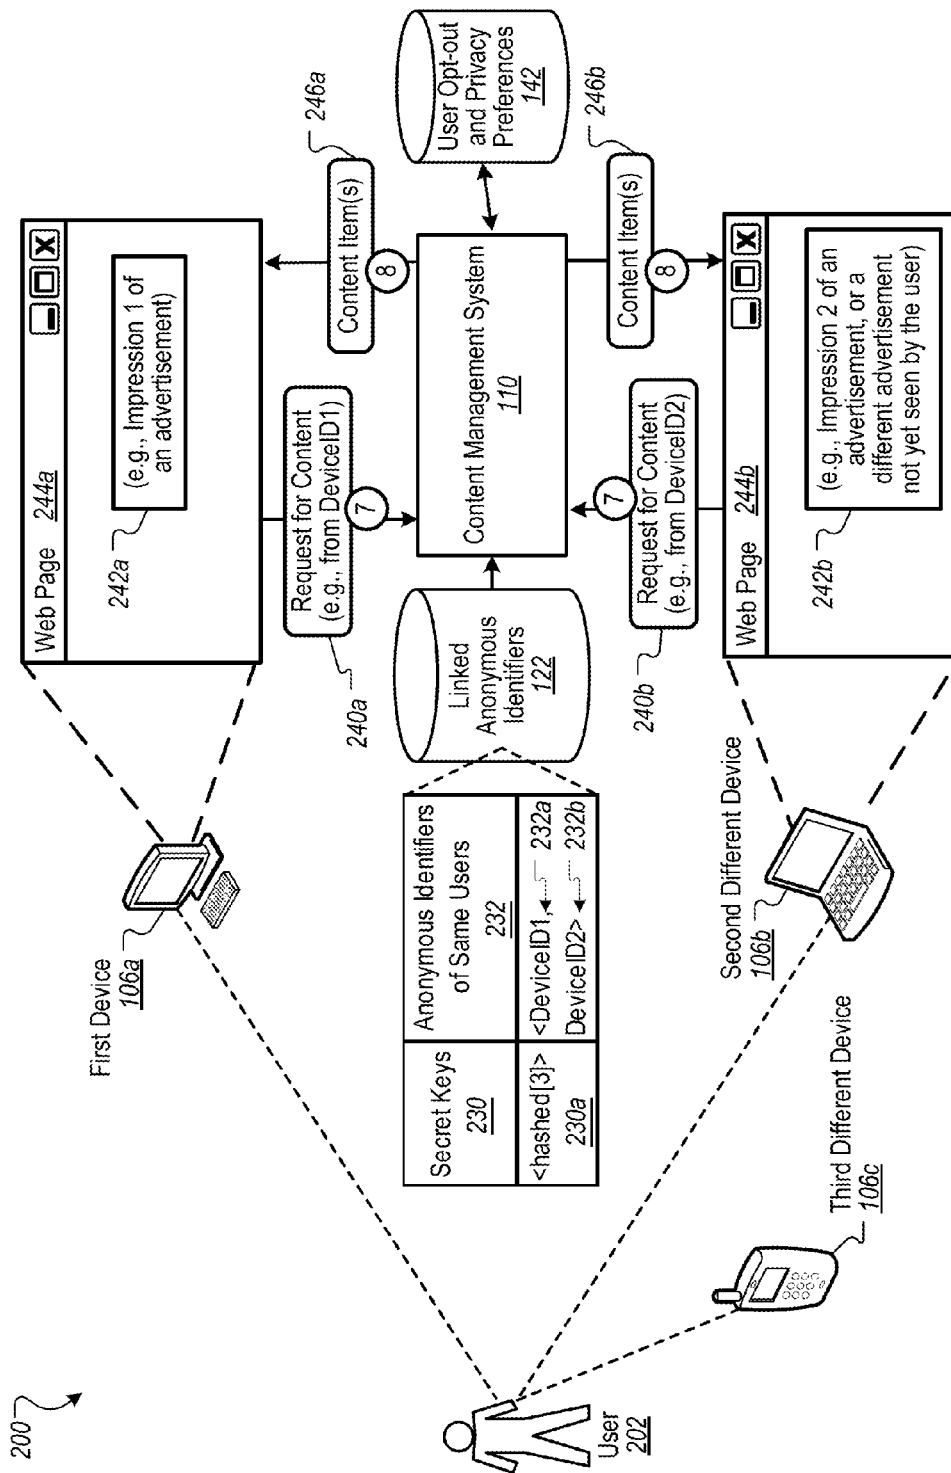 200
User
202
First Device
106a
Second Different Device
106b
Third Different Device
106c
Secret Keys
230
Anonymous Identifiers
of Same Users
232
<hashed[3]>
230a
<DeviceID1,
232a
DeviceID2>
232b
Linked
Anonymous
Identifiers
122
Web Page 244a
242a
(e.g., Impression 1 of
an advertisement)
240a
Request for Content
(e.g., from DeviceID1)
7
Content Item(s)
8
246a
Content Management System
110
User Opt-out
and Privacy
Preferences
142
240b
Request for Content
(e.g., from DeviceID2)
7
Content Item(s)
8
246b
Web Page 244b
242b
(e.g., Impression 2 of an
advertisement, or a
different advertisement
not yet seen by the user)